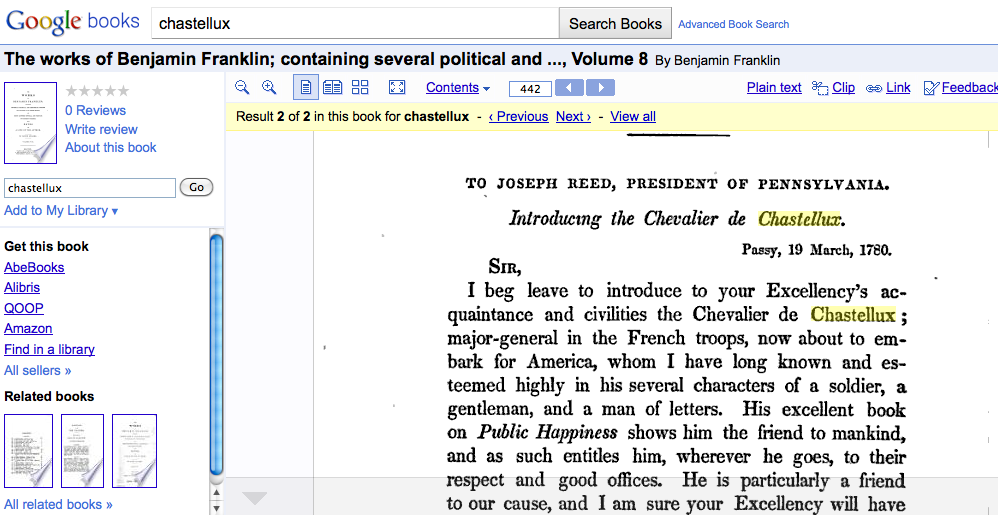 Google books chastellux Search Books Advanced Book Search
The works of Benjamin Franklin; containing several political and ..., Volume 8 By Benjamin Franklin
0 Reviews
Write review
About this book
chastellux Go
Add to My Library ▾
Get this book
AbeBooks
Alibris
QOOP
Amazon
Find in a library
All sellers »
Related books
All related books »
Contents 442 Plain text Clip Link Feedback
Result 2 of 2 in this book for chastellux - ‹ Previous Next › - View all
TO JOSEPH REED, PRESIDENT OF PENNSYLVANIA.
Introducing the Chevalier de Chastellux.
Passy, 19 March, 1780.
SIR,
I beg leave to introduce to your Excellency's ac-
quaintance and civilities the Chevalier de Chastellux;
major-general in the French troops, now about to em-
bark for America, whom I have long known and es-
teemed highly in his several characters of a soldier, a
gentleman, and a man of letters. His excellent book
on Public Happiness shows him the friend to mankind,
and as such entitles him, wherever he goes, to their
respect and good offices. He is particularly a friend
to our cause, and I am sure your Excellency will have